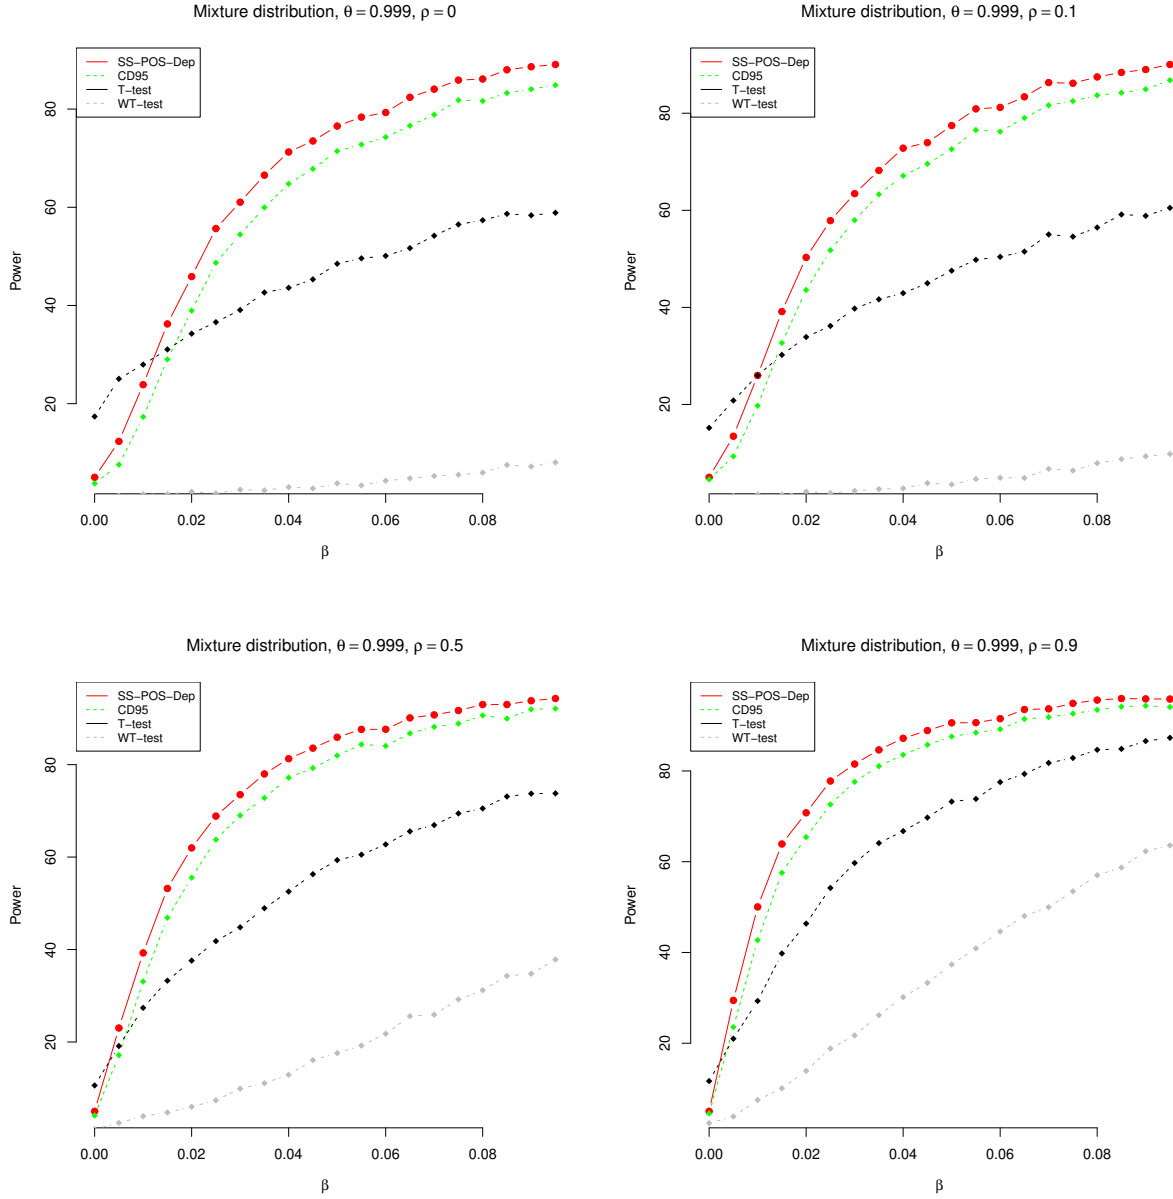 Mixture distribution, θ = 0.999, ρ = 0
SS−POS−Dep
CD95
T−test
WT−test
Power
80
60
40
20
0.00 0.02 0.04 0.06 0.08
β
Mixture distribution, θ = 0.999, ρ = 0.1
SS−POS−Dep
CD95
T−test
WT−test
Power
80
60
40
20
0.00 0.02 0.04 0.06 0.08
β
Mixture distribution, θ = 0.999, ρ = 0.5
SS−POS−Dep
CD95
T−test
WT−test
Power
80
60
40
20
0.00 0.02 0.04 0.06 0.08
β
Mixture distribution, θ = 0.999, ρ = 0.9
SS−POS−Dep
CD95
T−test
WT−test
Power
80
60
40
20
0.00 0.02 0.04 0.06 0.08
β